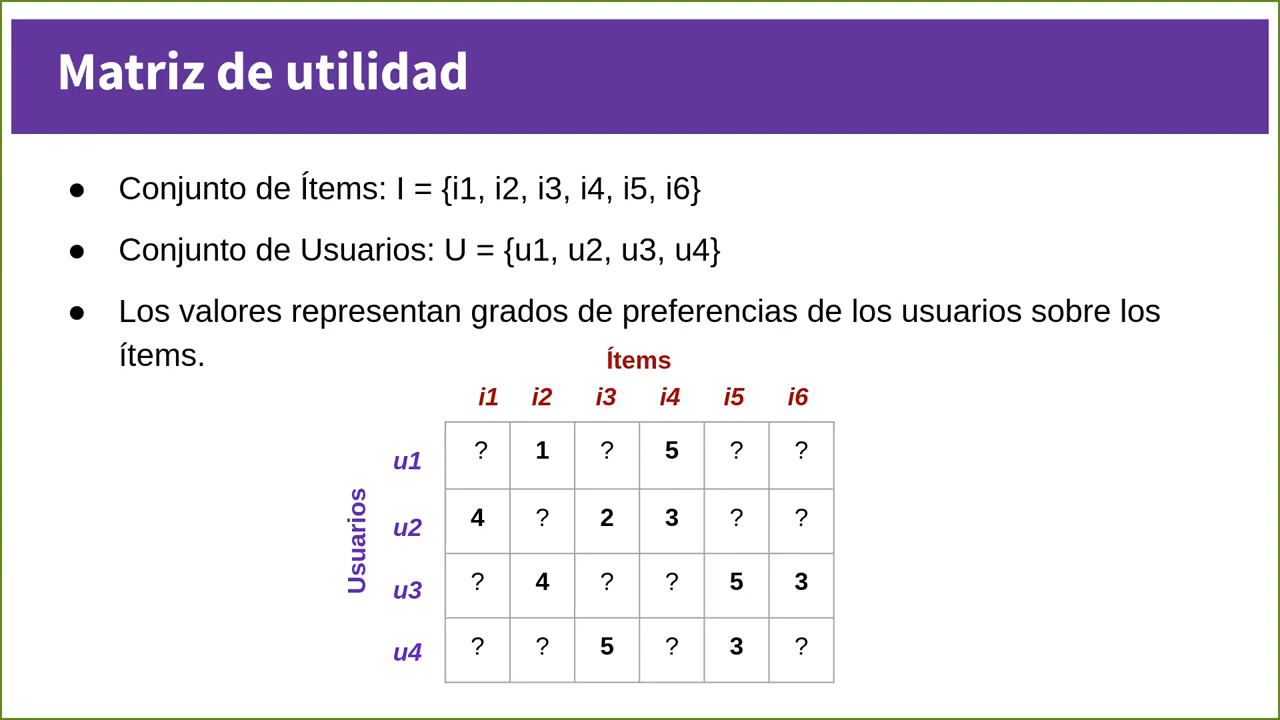 Matriz de utilidad
● Conjunto de Ítems: I = {i1, i2, i3, i4, i5, i6}
● Conjunto de Usuarios: U = {u1, u2, u3, u4}
● Los valores representan grados de preferencias de los usuarios sobre los
ítems.
Ítems
i1 i2 i3 i4 i5 i6
Usuarios
u1 ? 1 ? 5 ? ?
u2 4 ? 2 3 ? ?
u3 ? 4 ? ? 5 3
u4 ? ? 5 ? 3 ?